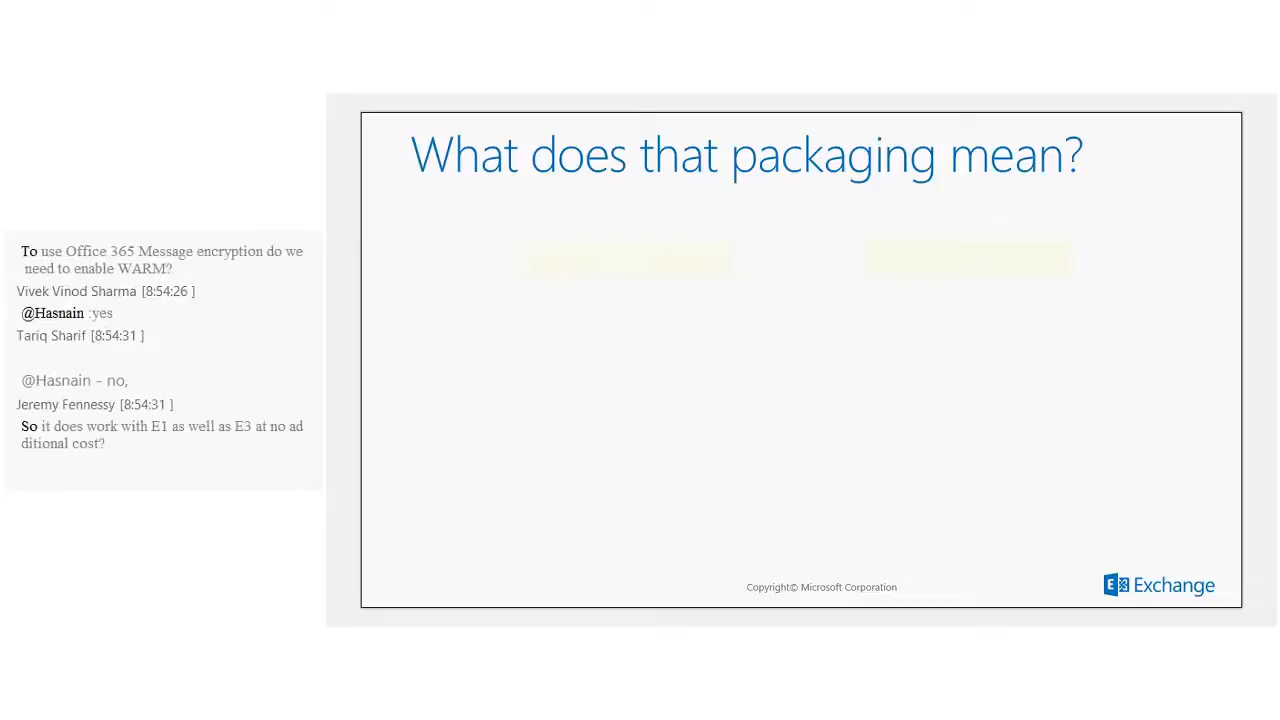 To use Office 365 Message encryption do we
need to enable WARM?
Vivek Vinod Sharma [8:54:26 ]
@Hasnain :yes
Tariq Sharif [8:54:31 ]
@Hasnain - no,
Jeremy Fennessy [8:54:31 ]
So it does work with E1 as well as E3 at no ad
ditional cost?
What does that packaging mean?
Copyright© Microsoft Corporation
E Exchange